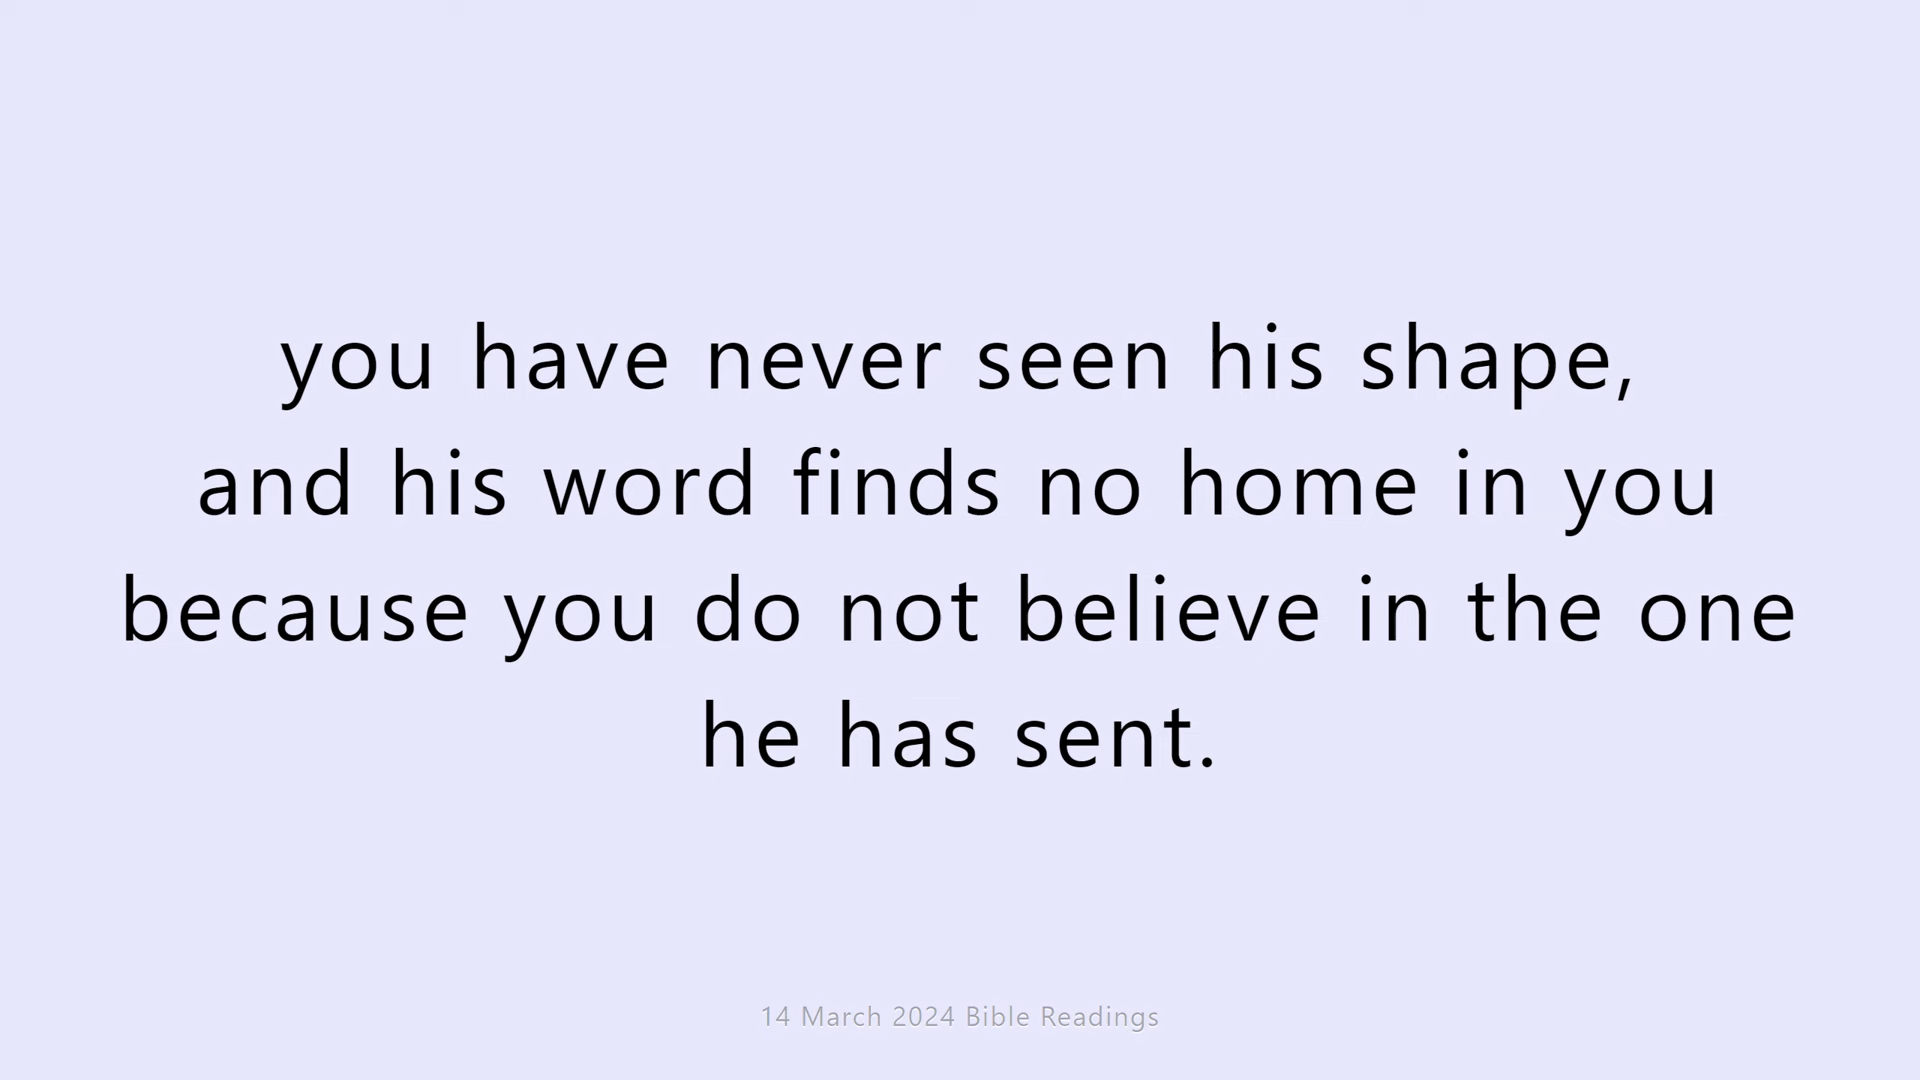 you have never seen his shape,
and his word finds no home in you
because you do not believe in the one
he has sent.
14 March 2024 Bible Readings